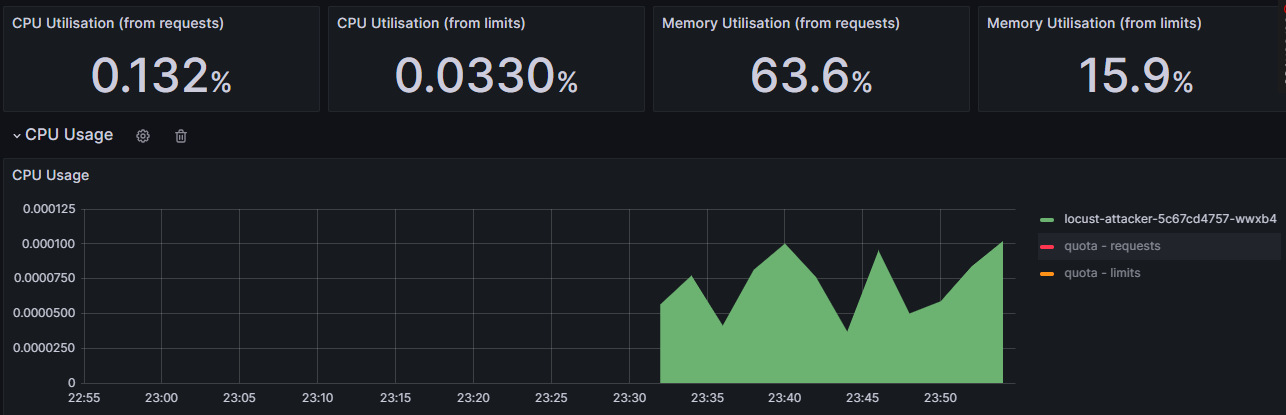 CPU Utilisation (from requests)
0.132%
CPU Utilisation (from limits)
0.0330%
Memory Utilisation (from requests)
63.6%
Memory Utilisation (from limits)
15.9%
CPU Usage
CPU Usage
0.000125
0.000100
0.0000750
0.0000500
0.0000250
0
22:55 23:00 23:05 23:10 23:15 23:20 23:25 23:30 23:35 23:40 23:45 23:50
locust-attacker-5c67cd4757-wwxb4
quota - requests
quota - limits